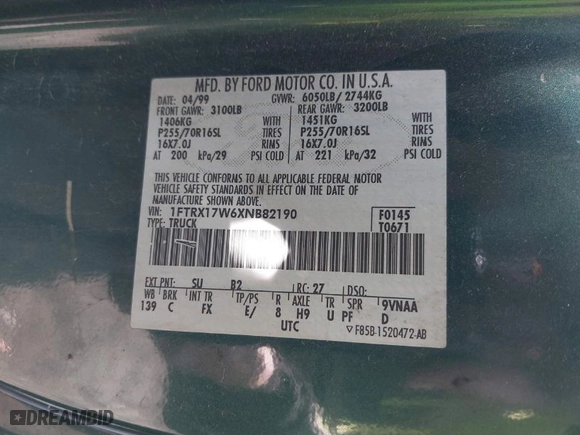 MFD. BY FORD MOTOR CO. IN U.S.A.
DATE: 04/99 GVWR: 6050LB/ 2744KG
FRONT GAWR: 3100LB REAR GAWR: 3200LB
1406KG WITH 1451KG WITH
P255/70R16SL TIRES P255/70R16SL TIRES
16X7.0J RIMS 16X7.0J RIMS
AT 200 kPa/29 PSI COLD AT 221 kPa/32 PSI COLD
THIS VEHICLE CONFORMS TO ALL APPLICABLE FEDERAL MOTOR
VEHICLE SAFETY STANDARDS IN EFFECT ON THE DATE OF
MANUFACTURE SHOWN ABOVE.
VIN: 1FTRX17W6XNB82190 F0145
TYPE: TRUCK T0671
EXT PNT: SU B2 RC: 27 DSO:
WB BRK INT TR TP/PS R AXLE TR SPR 9VNAA
139 C FX E/ 8 H9 U PF D
UTC F85B-1520472-AB
DREAMBID